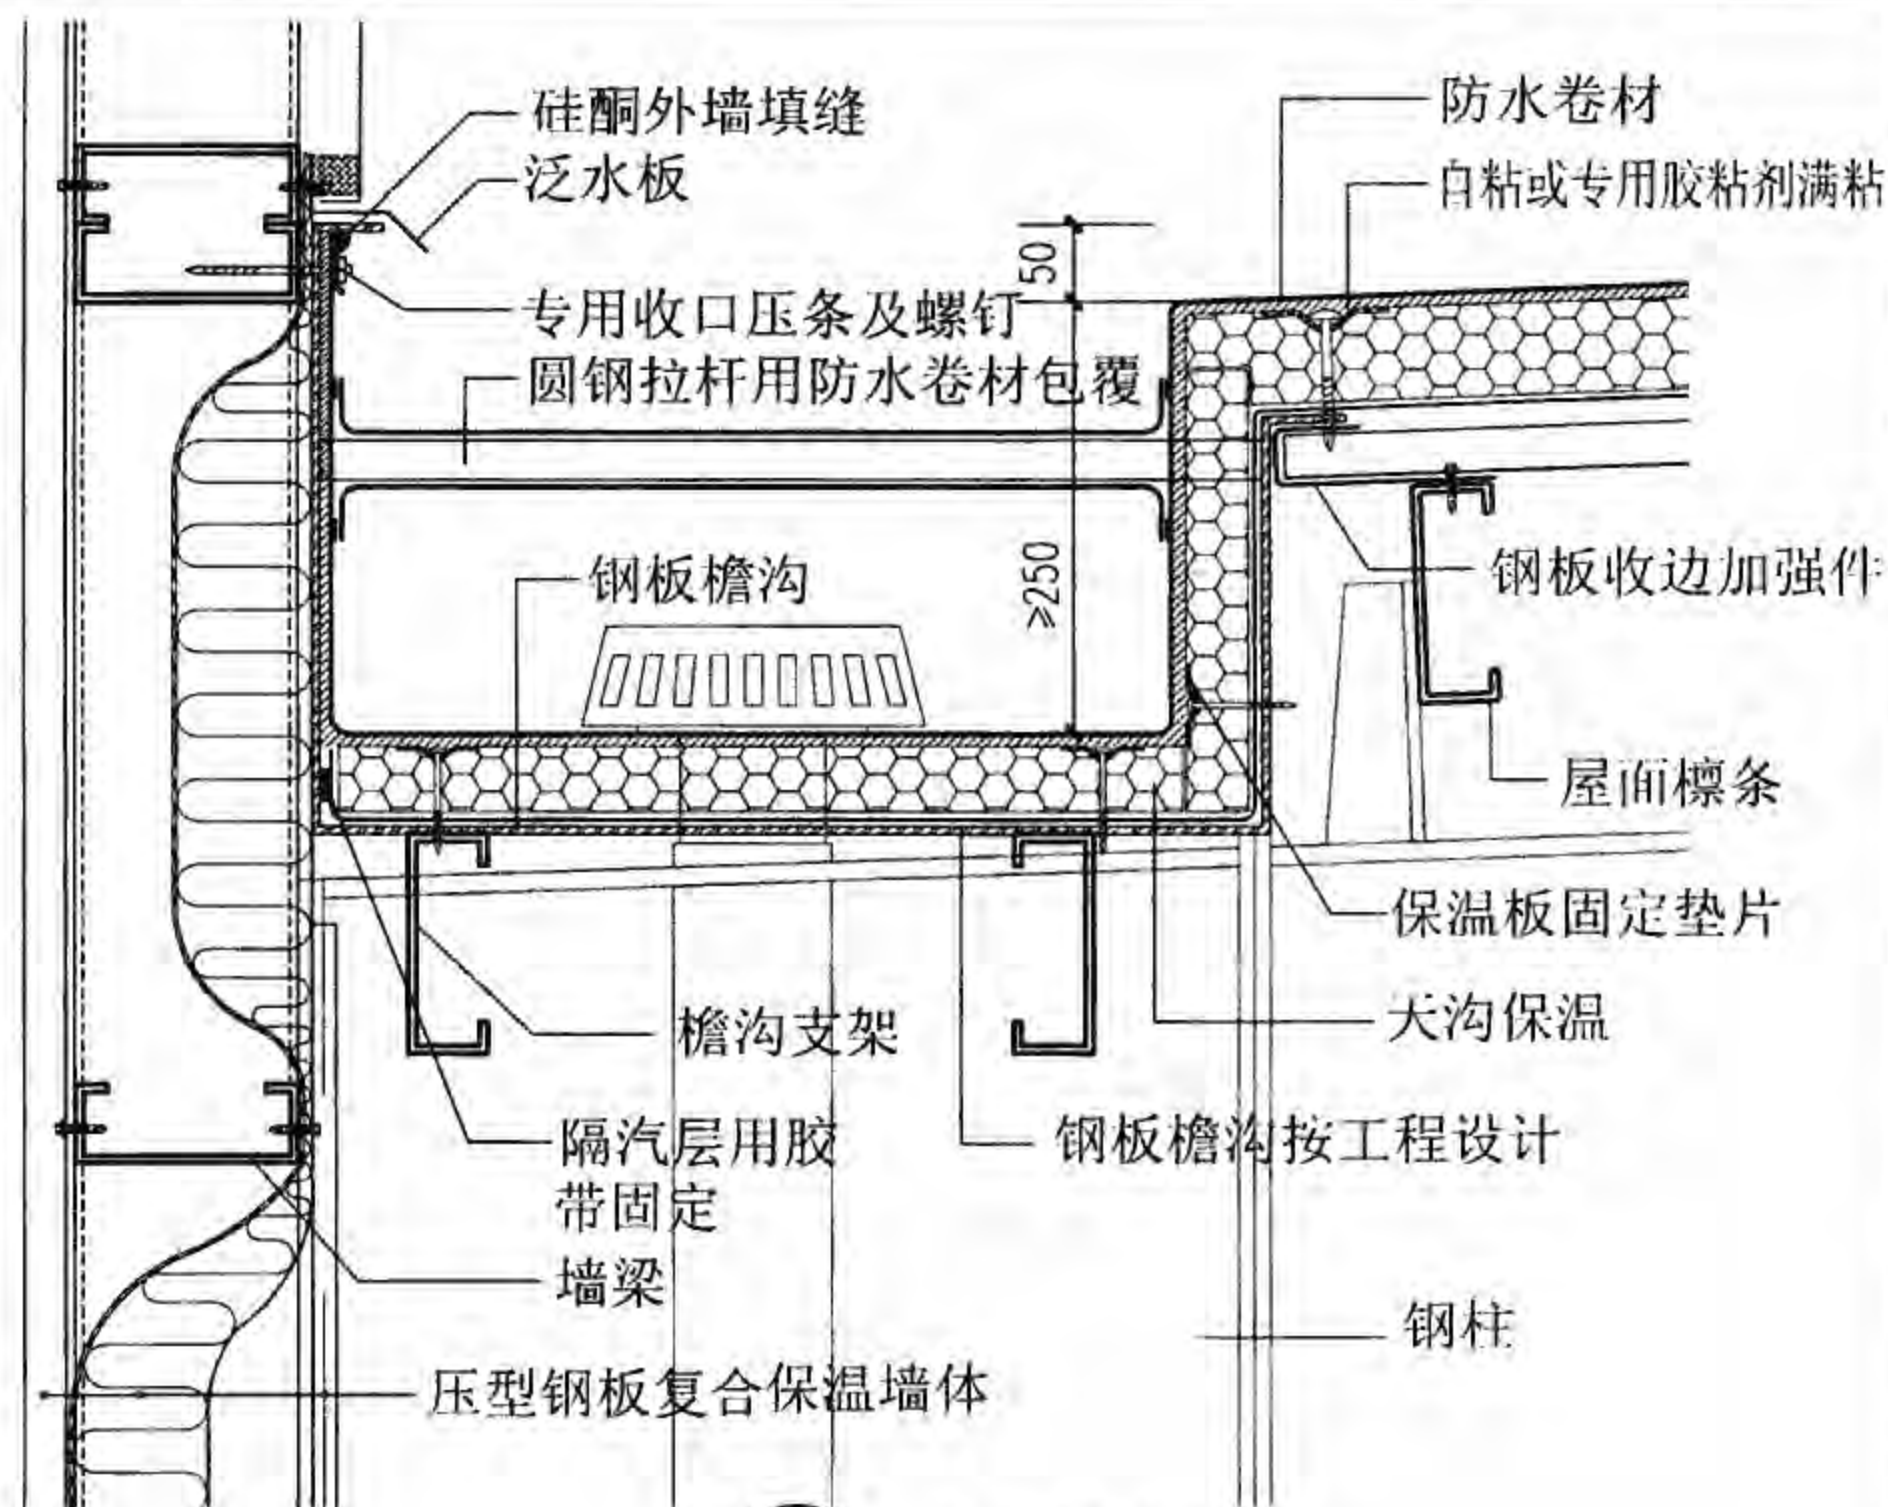 硅酮外墙填缝
泛水板
专用收口压条及螺钉
圆钢拉杆用防水卷材包覆
50
≥250
防水卷材
自粘或专用胶粘剂满粘
钢板檐沟
钢板收边加强件
屋面檩条
保温板固定垫片
天沟保温
檐沟支架
钢板檐沟按工程设计
隔汽层用胶
带固定
墙梁
钢柱
压型钢板复合保温墙体